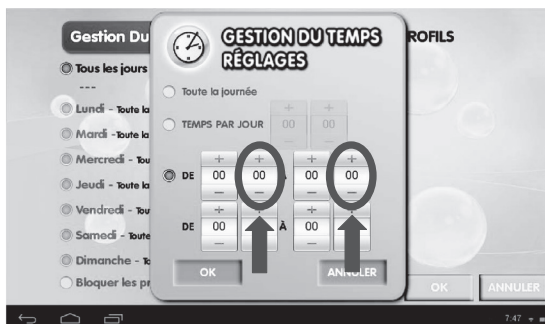 Gestion Du
ROFILS
Tous les jours
---
Lundi - Toute la
Mardi -Toute la
Mercredi - Tou
Jeudi - Toute la
Vendredi - Tou
Samedi - Toute
Dimanche - To
Bloquer les pr
OK ANNULER
GESTION DU TEMPS
RÉGLAGES
Toute la journée
+ +
TEMPS PAR JOUR 00 00
- -
+ + + +
DE 00 00 À 00 00
- - - -
+ + + +
DE 00 À 00
- -
OK ANNULER
7:47